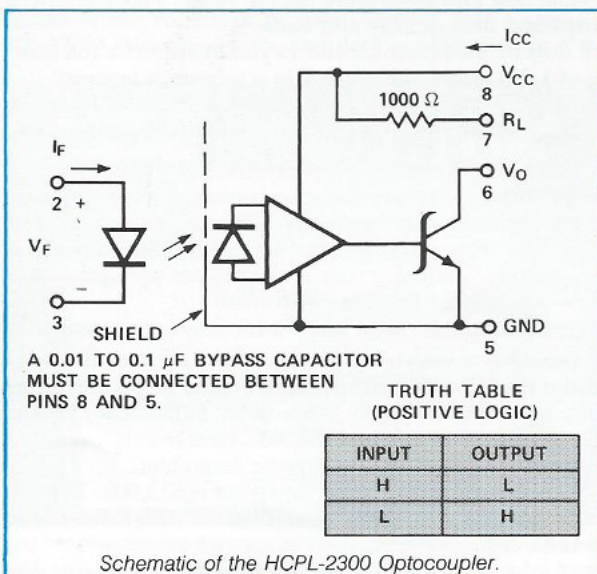 ICC
VCC
8
1000 Ω
RL
7
IF
VO
6
2 +
VF
−
3
SHIELD
GND
5
A 0.01 TO 0.1 μF BYPASS CAPACITOR
MUST BE CONNECTED BETWEEN
PINS 8 AND 5.
TRUTH TABLE
(POSITIVE LOGIC)
INPUT OUTPUT
H L
L H
Schematic of the HCPL-2300 Optocoupler.